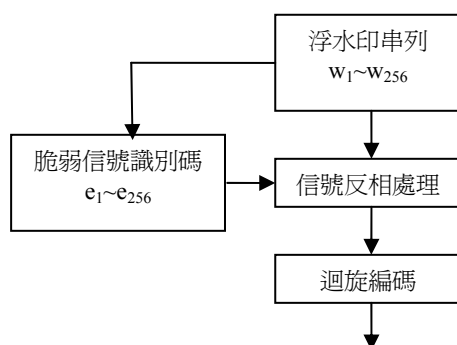 浮水印串列
w₁~w₂₅₆
脆弱信號識別碼
e₁~e₂₅₆
信號反相處理
迴旋編碼